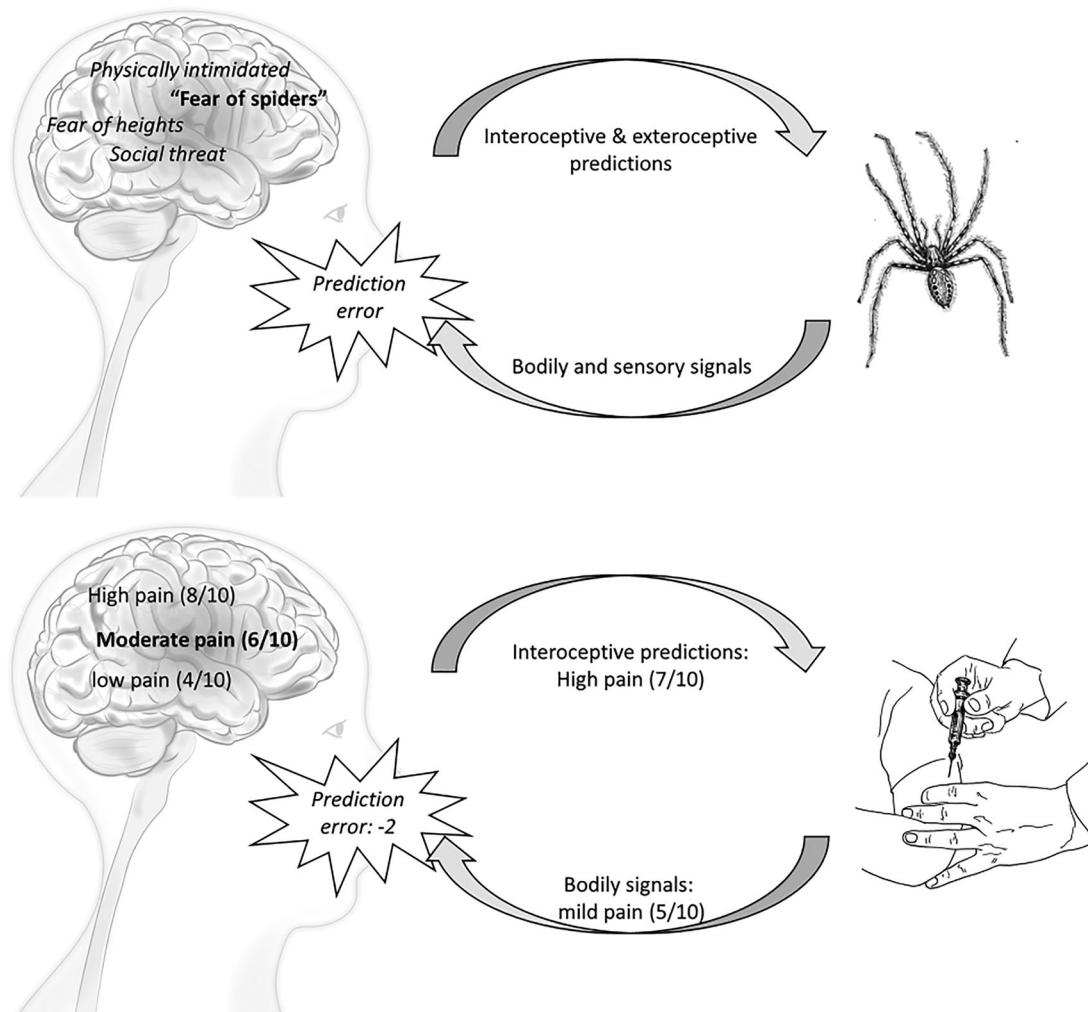 Physically intimidated
“Fear of spiders”
Fear of heights
Social threat
Interoceptive & exteroceptive
predictions
Prediction
error
Bodily and sensory signals
High pain (8/10)
Moderate pain (6/10)
low pain (4/10)
Interoceptive predictions:
High pain (7/10)
Prediction
error: -2
Bodily signals:
mild pain (5/10)